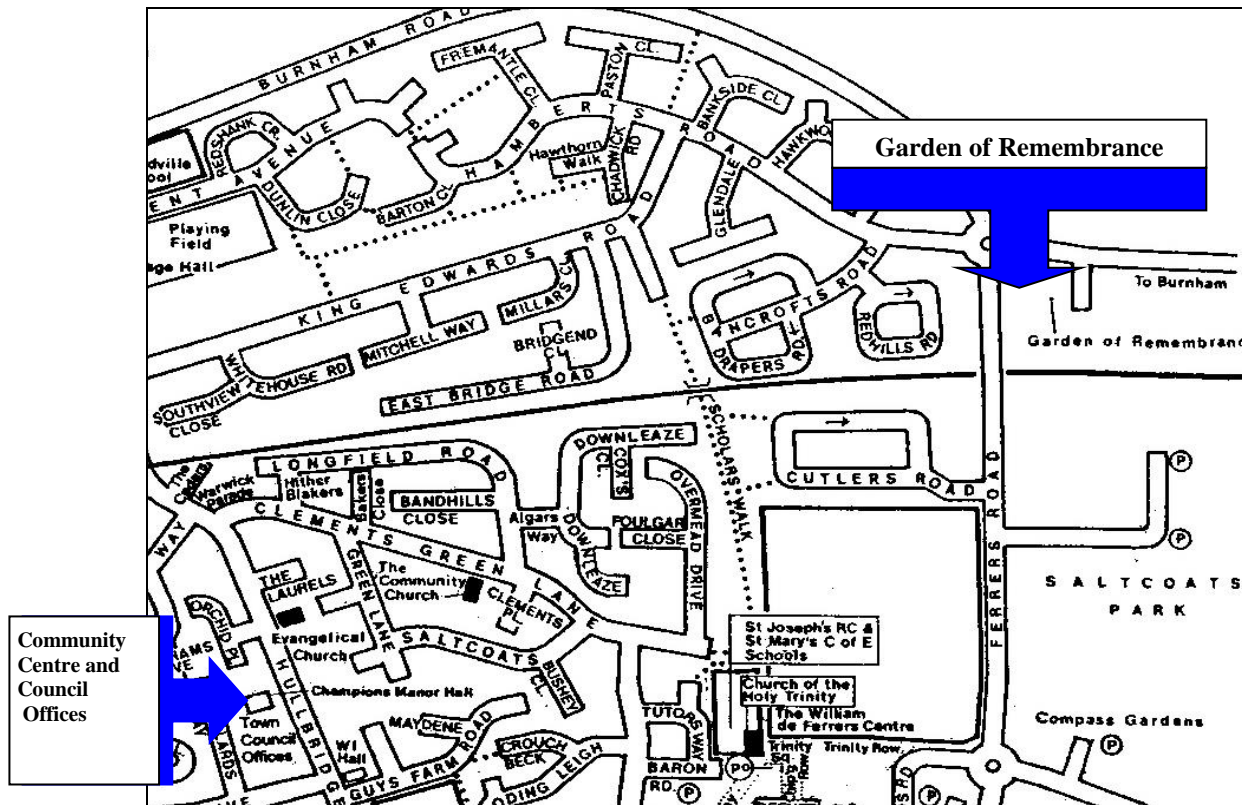 BURNHAM ROAD
FREMANTLE CL.
PASTON CL.
BANKSIDE CL
REDSHANK CR.
AVENUE
CHAMBERTS ROAD
Hawthorn
Walk
CHADWICK
RD
Garden of Remembrance
DUNLIN CLOSE
BARTON CL
GLENDALE
Playing
Field
KING EDWARDS ROAD
MILLARS CL
To Burnham
BANCROFTS ROAD
MITCHELL WAY
BRIDGEND
CL.
DRAPERS RD.
REDHILLS RD
WHITEHOUSE RD
SOUTHVIEW
CLOSE
EAST BRIDGE ROAD
SCHOLARS WALK
DOWNLEAZE
COX'S
CL.
LONGFIELD ROAD
The
Warwick
Parade
Hither
Blakers
Bakers
Close
BANDHILLS
CLOSE
OVERMEAD DRIVE
CUTLERS ROAD
P
Algars
Way
DOWNLEAZE
FOULGAR
CLOSE
WAY
CLEMENTS GREEN LANE
FERRERS ROAD
P
GREEN LANE
The
Community
Church
THE
LAURELS
CLEMENTS
PL.
SALTCOATS
PARK
ORCHID PL
Evangelical
Church
SALTCOATS
BUSHEY
CL.
St Joseph's RC &
St Mary's C of E
Schools
Community
Centre and
Council
Offices
Champions Manor Hall
Church of the
Holy Trinity
The William
de Ferrers Centre
Town
Council
Offices
HULLBRIDGE
MAYDENE
TUTORS WAY
Compass Gardens
P
WI
Hall
GUYS FARM ROAD
CROUCH
BECK
Trinity
Trinity Row
BARON
RD.
P
PO